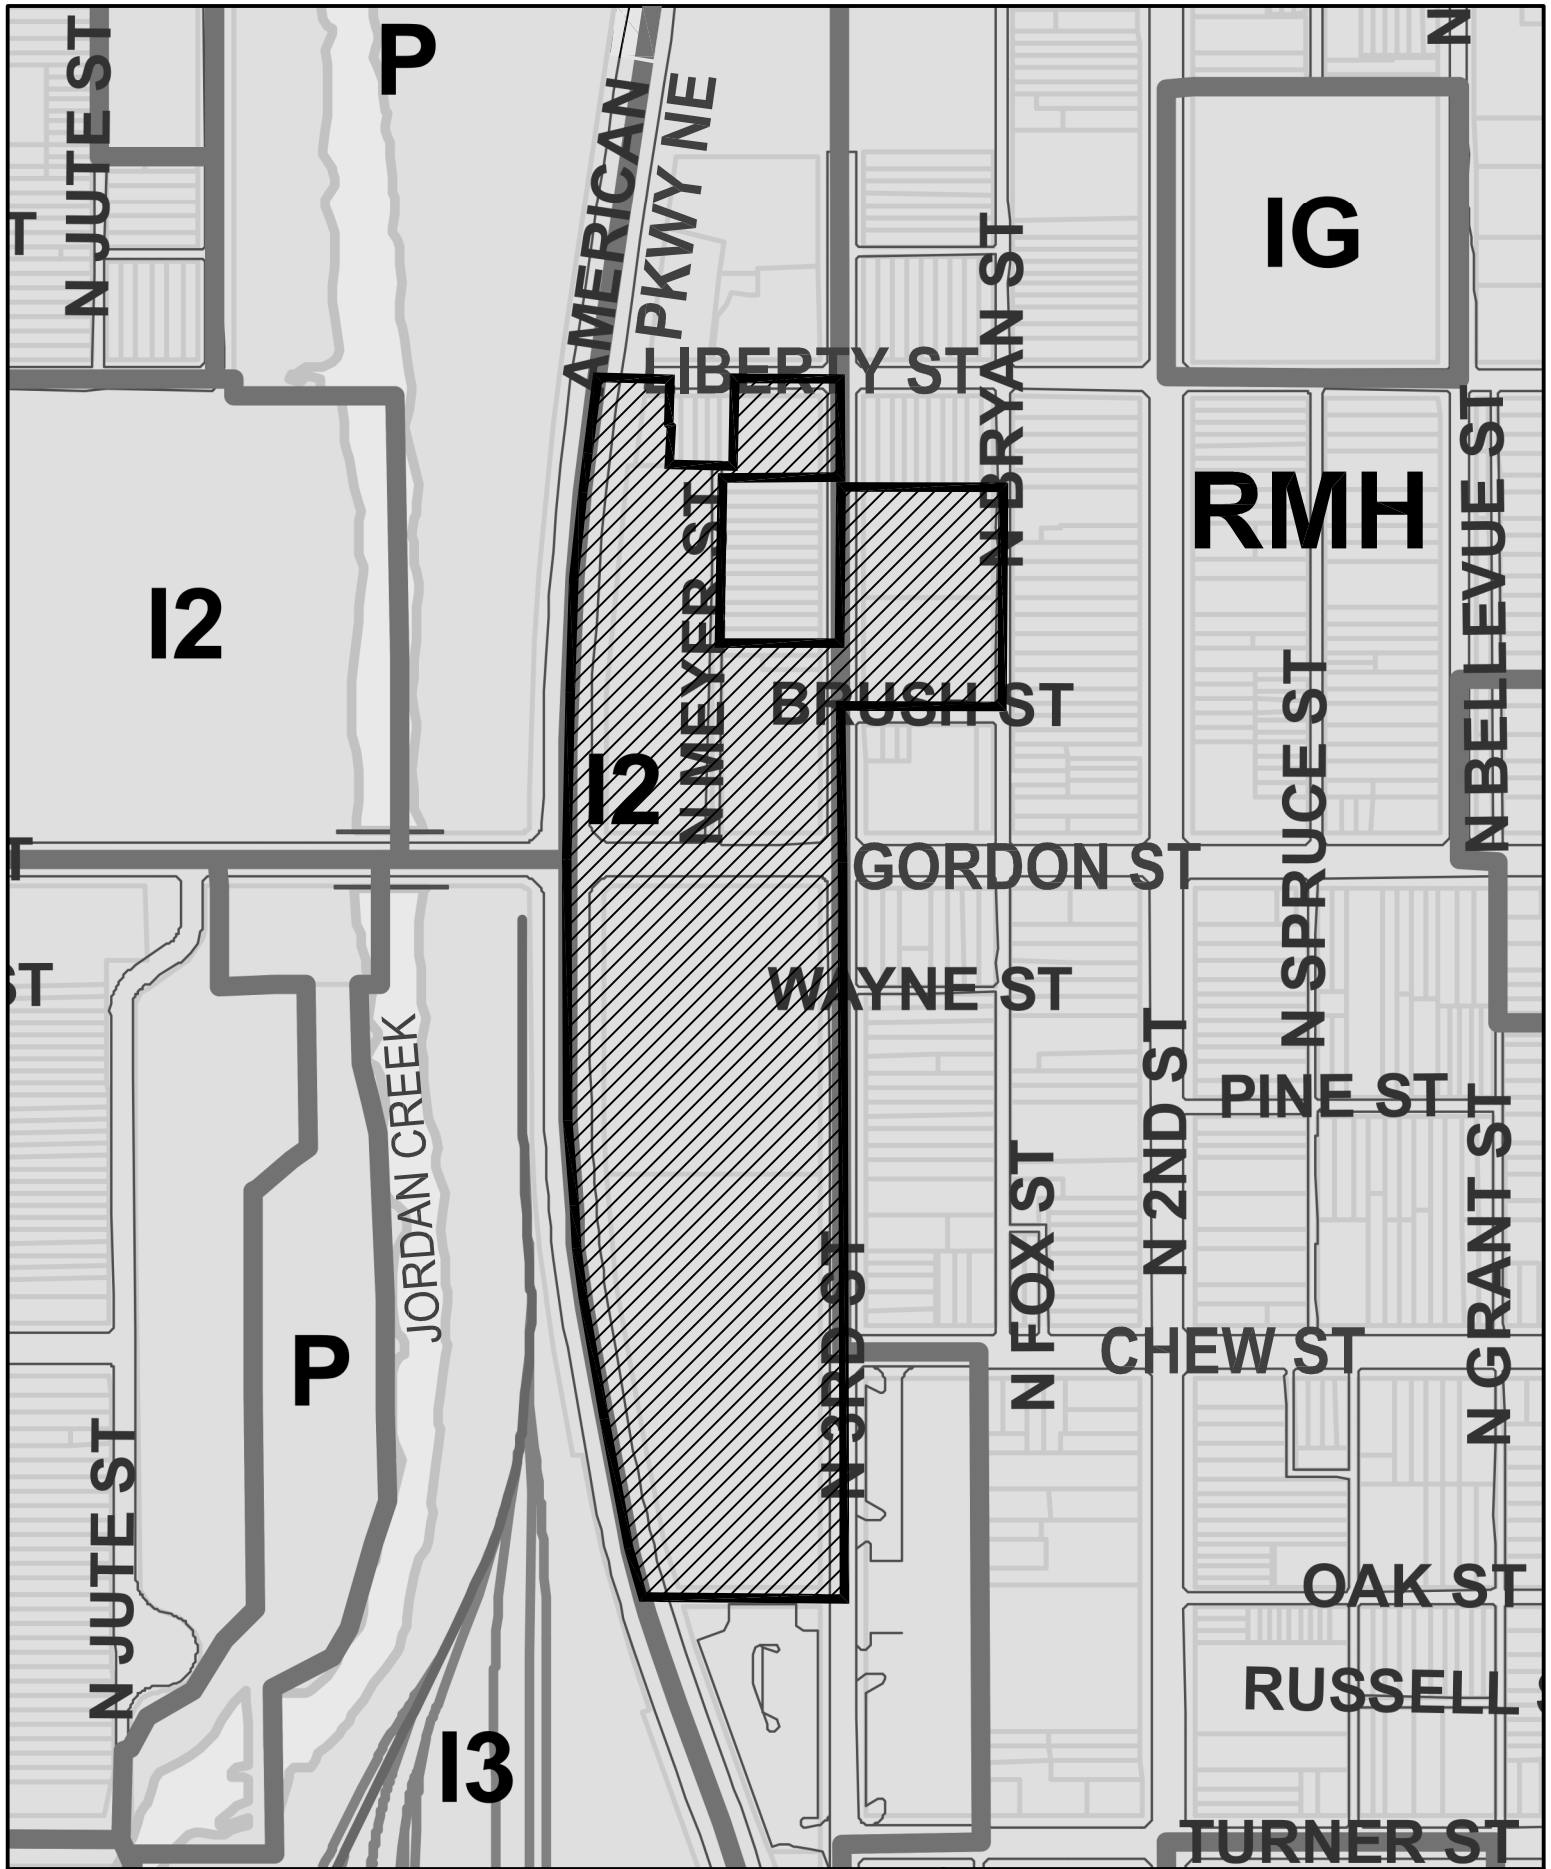 P
N JUTE ST
AMERICAN
PKWY NE
N
T
IG
N BRYAN ST
LIBERTY ST
RMH
N BELLEVUE ST
I2
N MEYER ST
BRUSH ST
I2
N SPRUCE ST
T
GORDON ST
ST
WAYNE ST
JORDAN CREEK
N 2ND ST
PINE ST
N GRANT ST
N FOX ST
N 3RD ST
P
CHEW ST
N JUTE ST
OAK ST
RUSSELL S
I3
TURNER ST